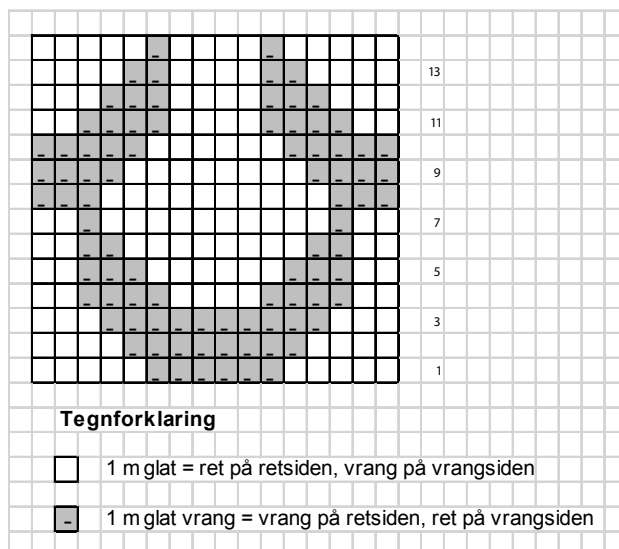 13
11
9
7
5
3
1
Tegnforklaring
1 m glat = ret på retsiden, vrang på vrangsiden
- 1 m glat vrang = vrang på retsiden, ret på vrangsiden